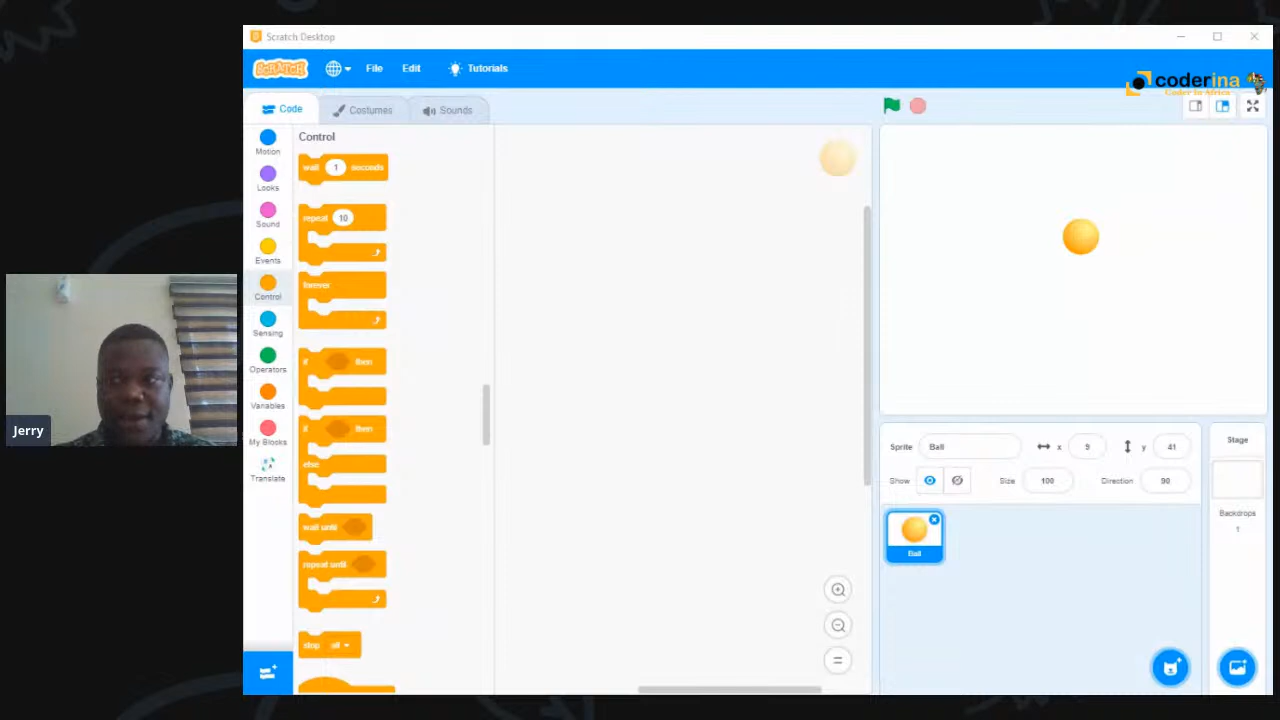 Scratch Desktop
SCRATCH
File
Edit
Tutorials
coderina
Code
Costumes
Sounds
Motion
Looks
Sound
Events
Control
Sensing
Operators
Variables
My Blocks
Translate
Control
wait 1 seconds
repeat 10
forever
if then
if then
else
wait until
repeat until
stop all
Jerry
Sprite Ball x 9 y 41
Show Size 100 Direction 90
Ball
Stage
Backdrops
1